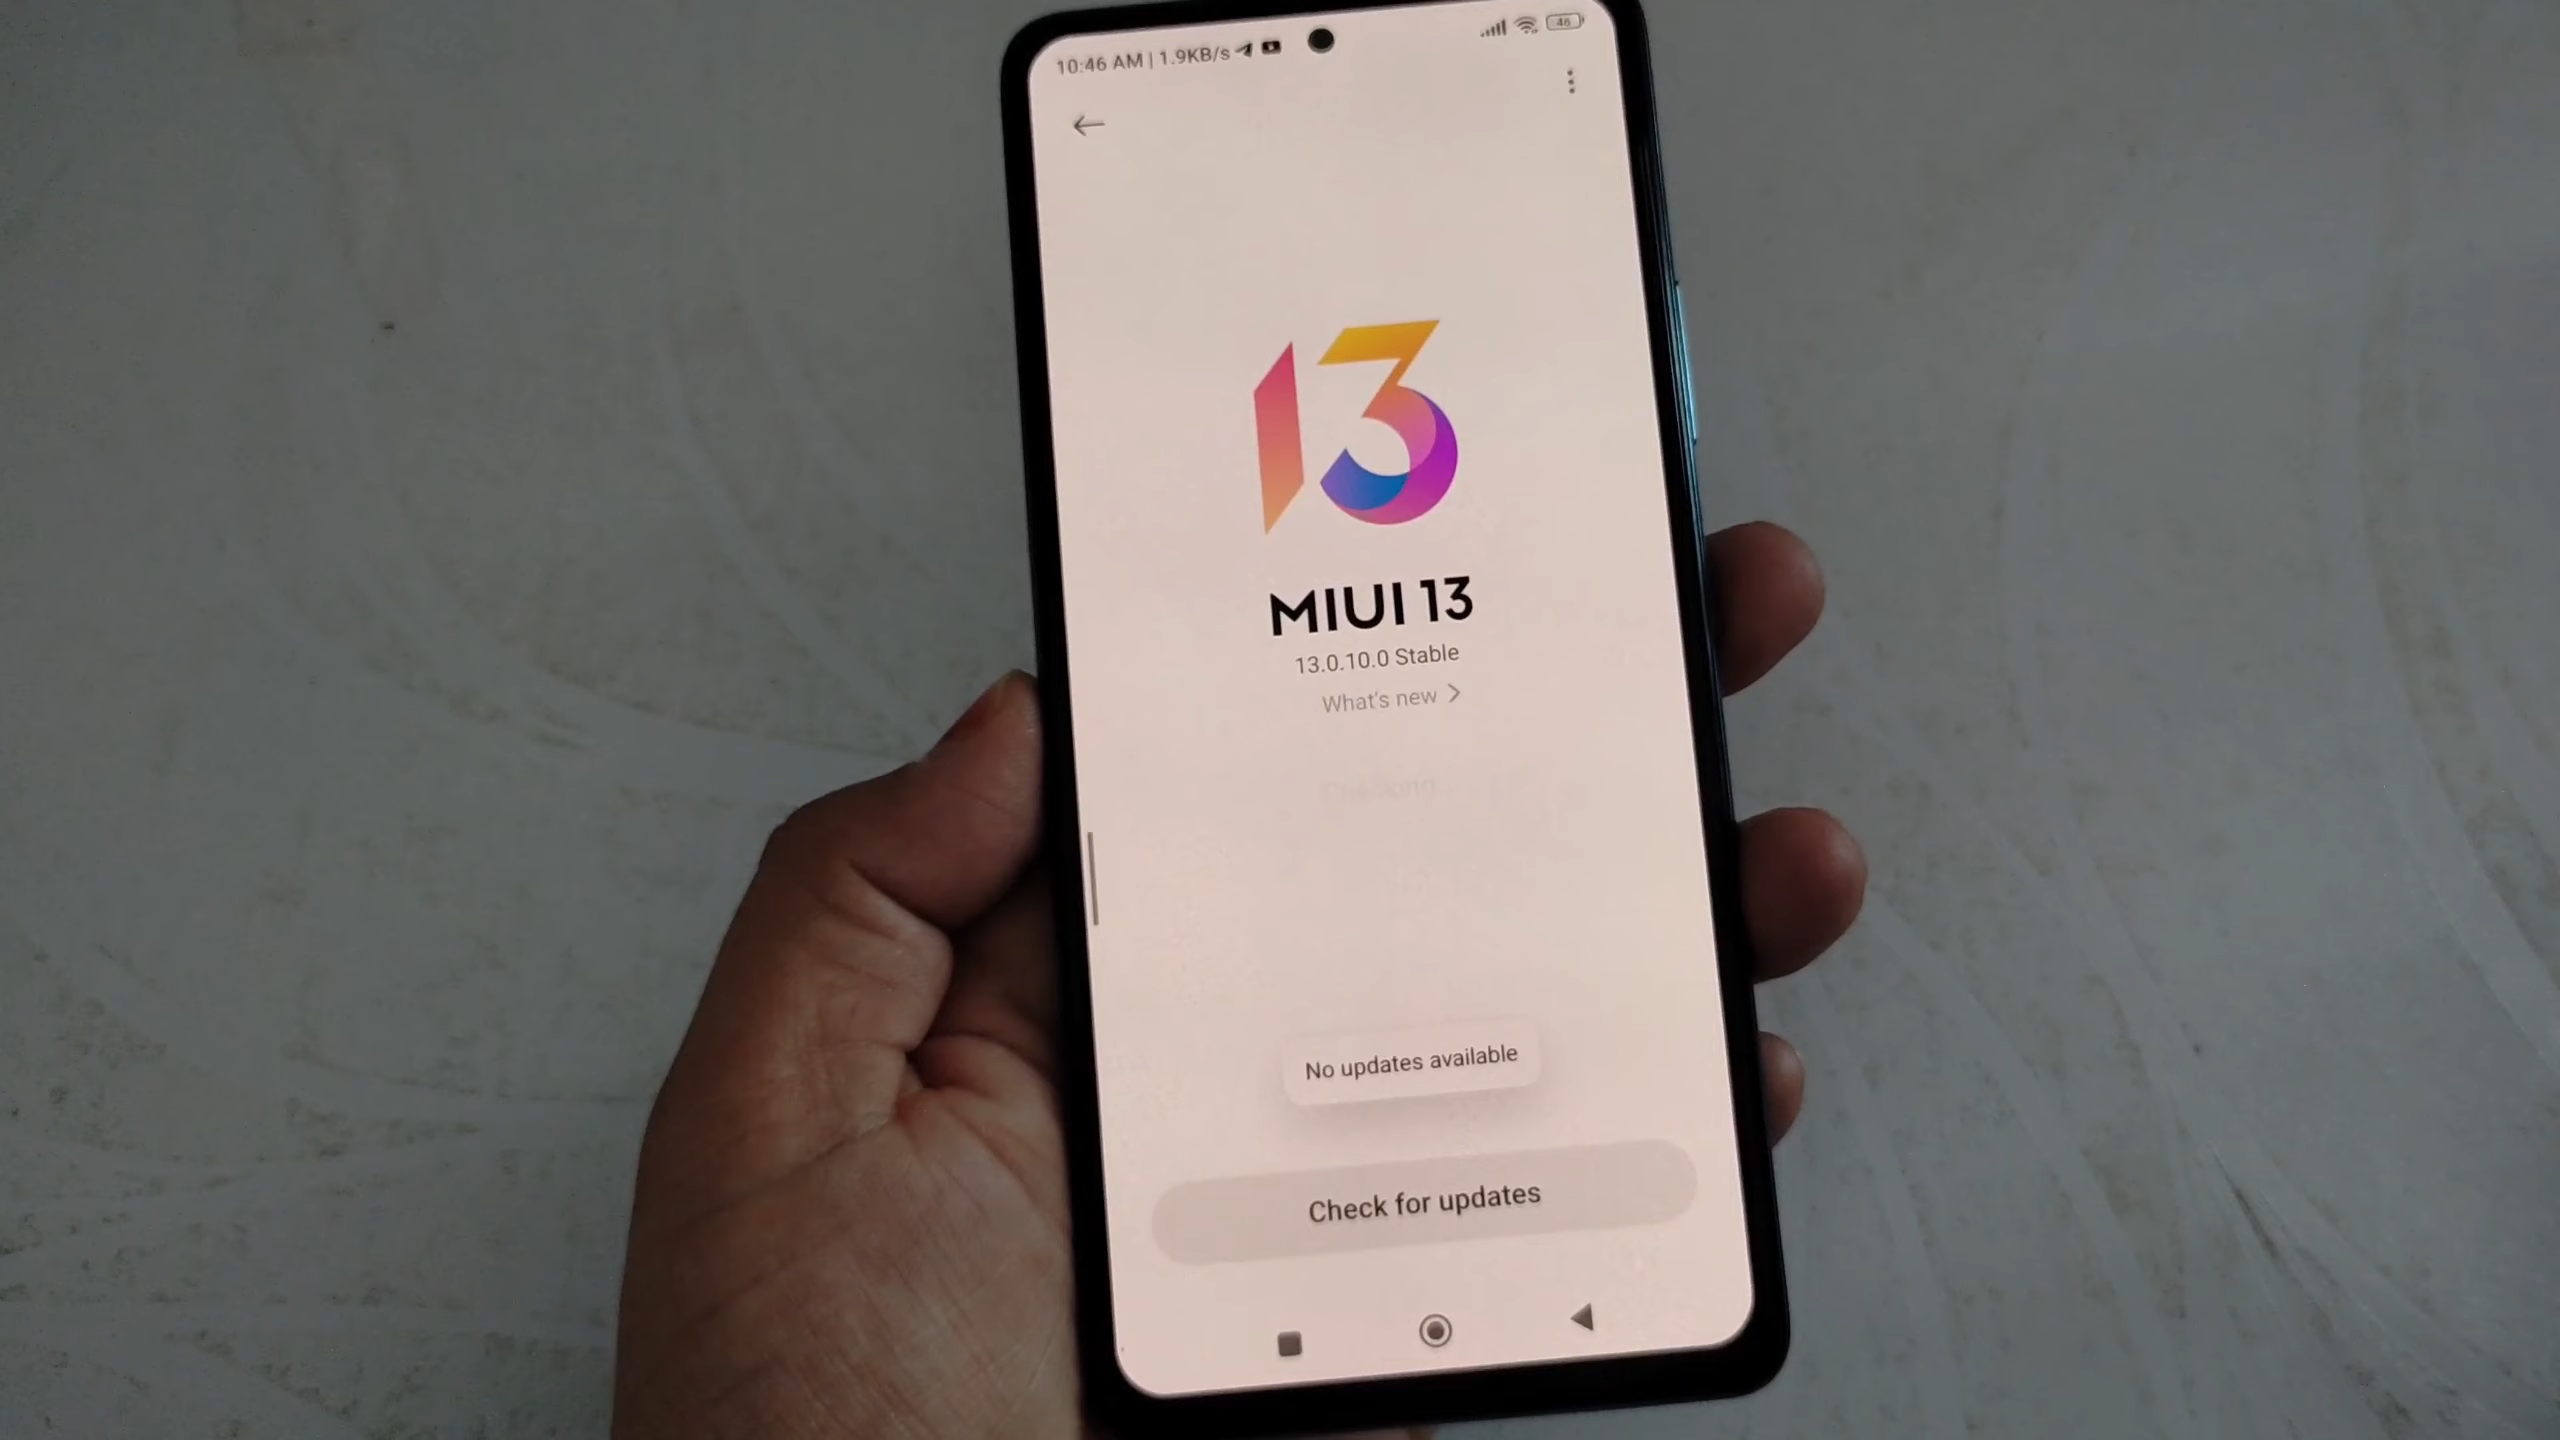 10:46 AM | 1.9KB/s
46
13
MIUI 13
13.0.10.0 Stable
What's new
No updates available
Check for updates